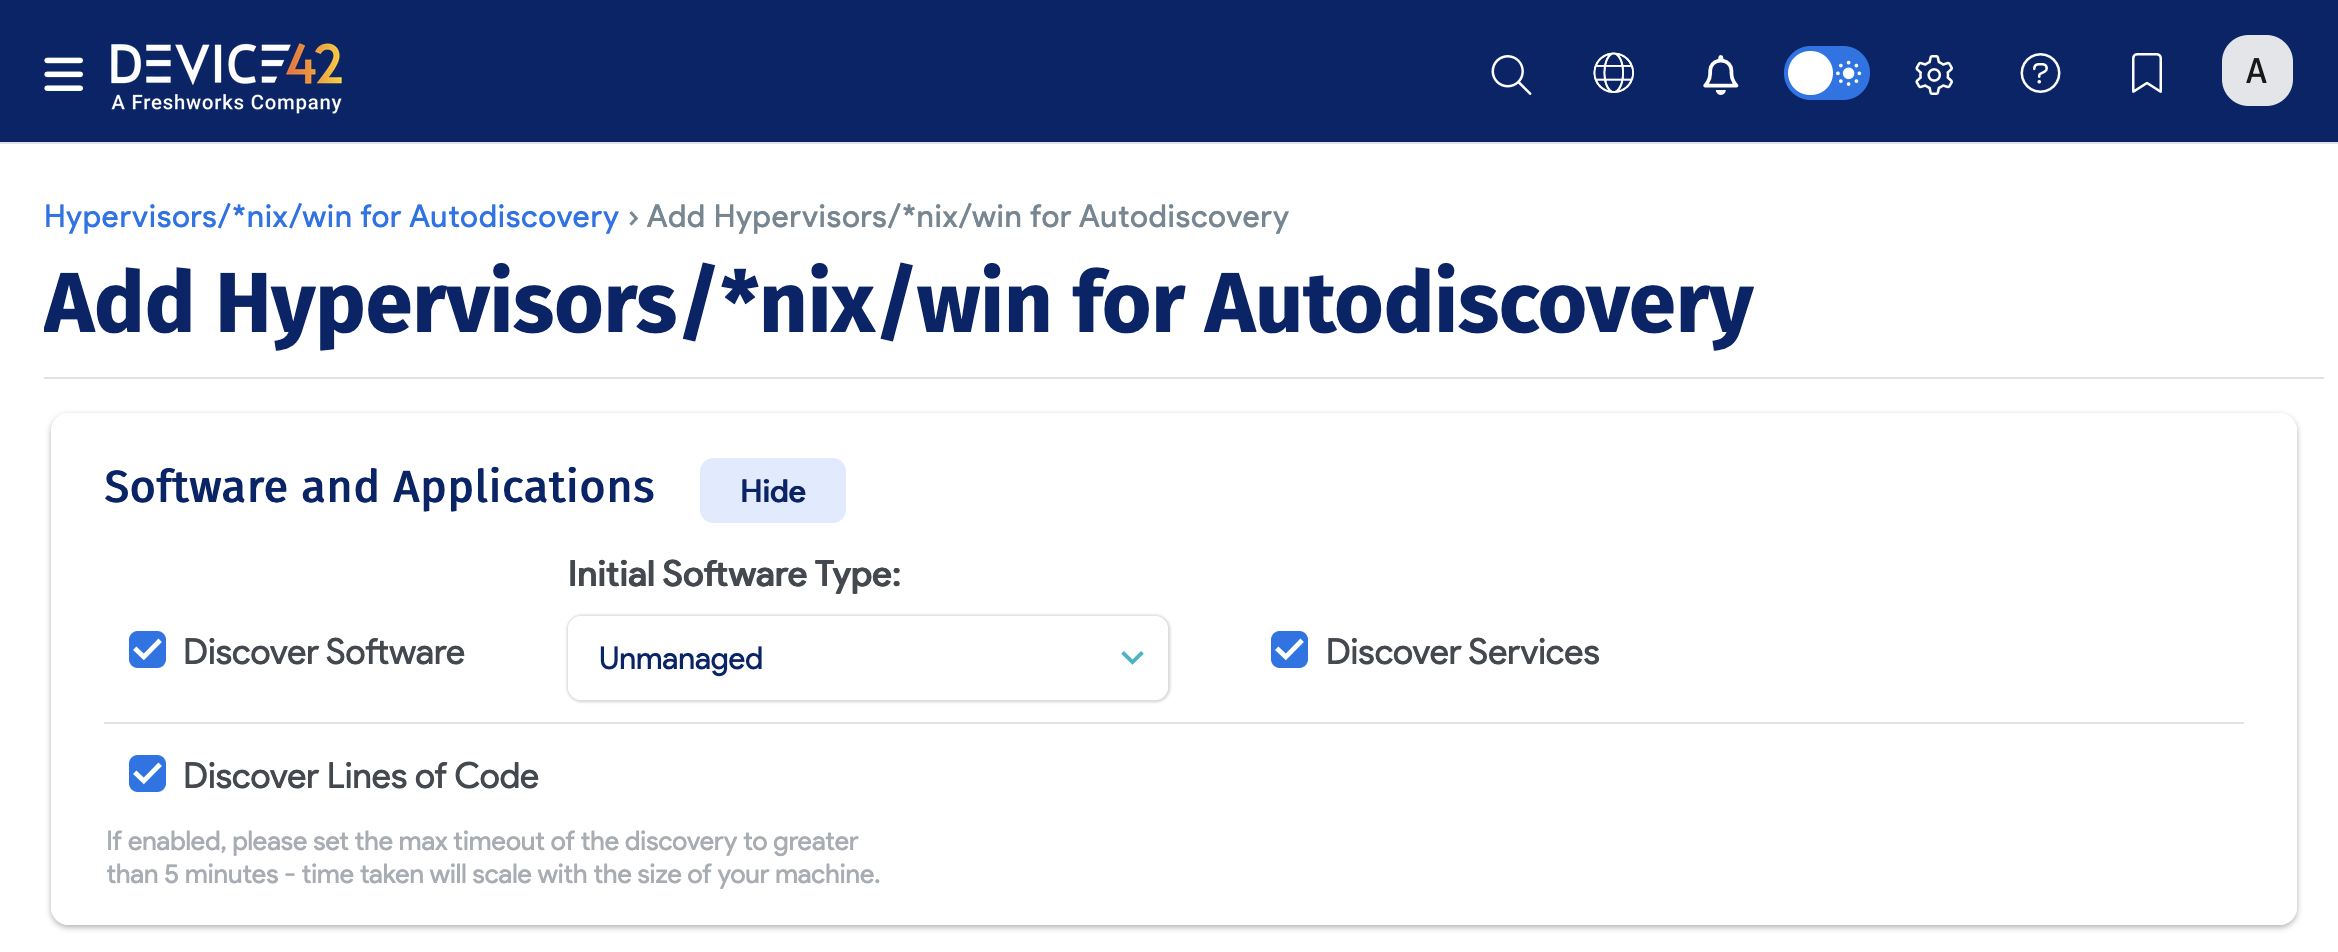 DEVICE42
A Freshworks Company
A
Hypervisors/*nix/win for Autodiscovery › Add Hypervisors/*nix/win for Autodiscovery
Add Hypervisors/*nix/win for Autodiscovery
Software and Applications Hide
Initial Software Type:
Discover Software Unmanaged Discover Services
Discover Lines of Code
If enabled, please set the max timeout of the discovery to greater
than 5 minutes - time taken will scale with the size of your machine.